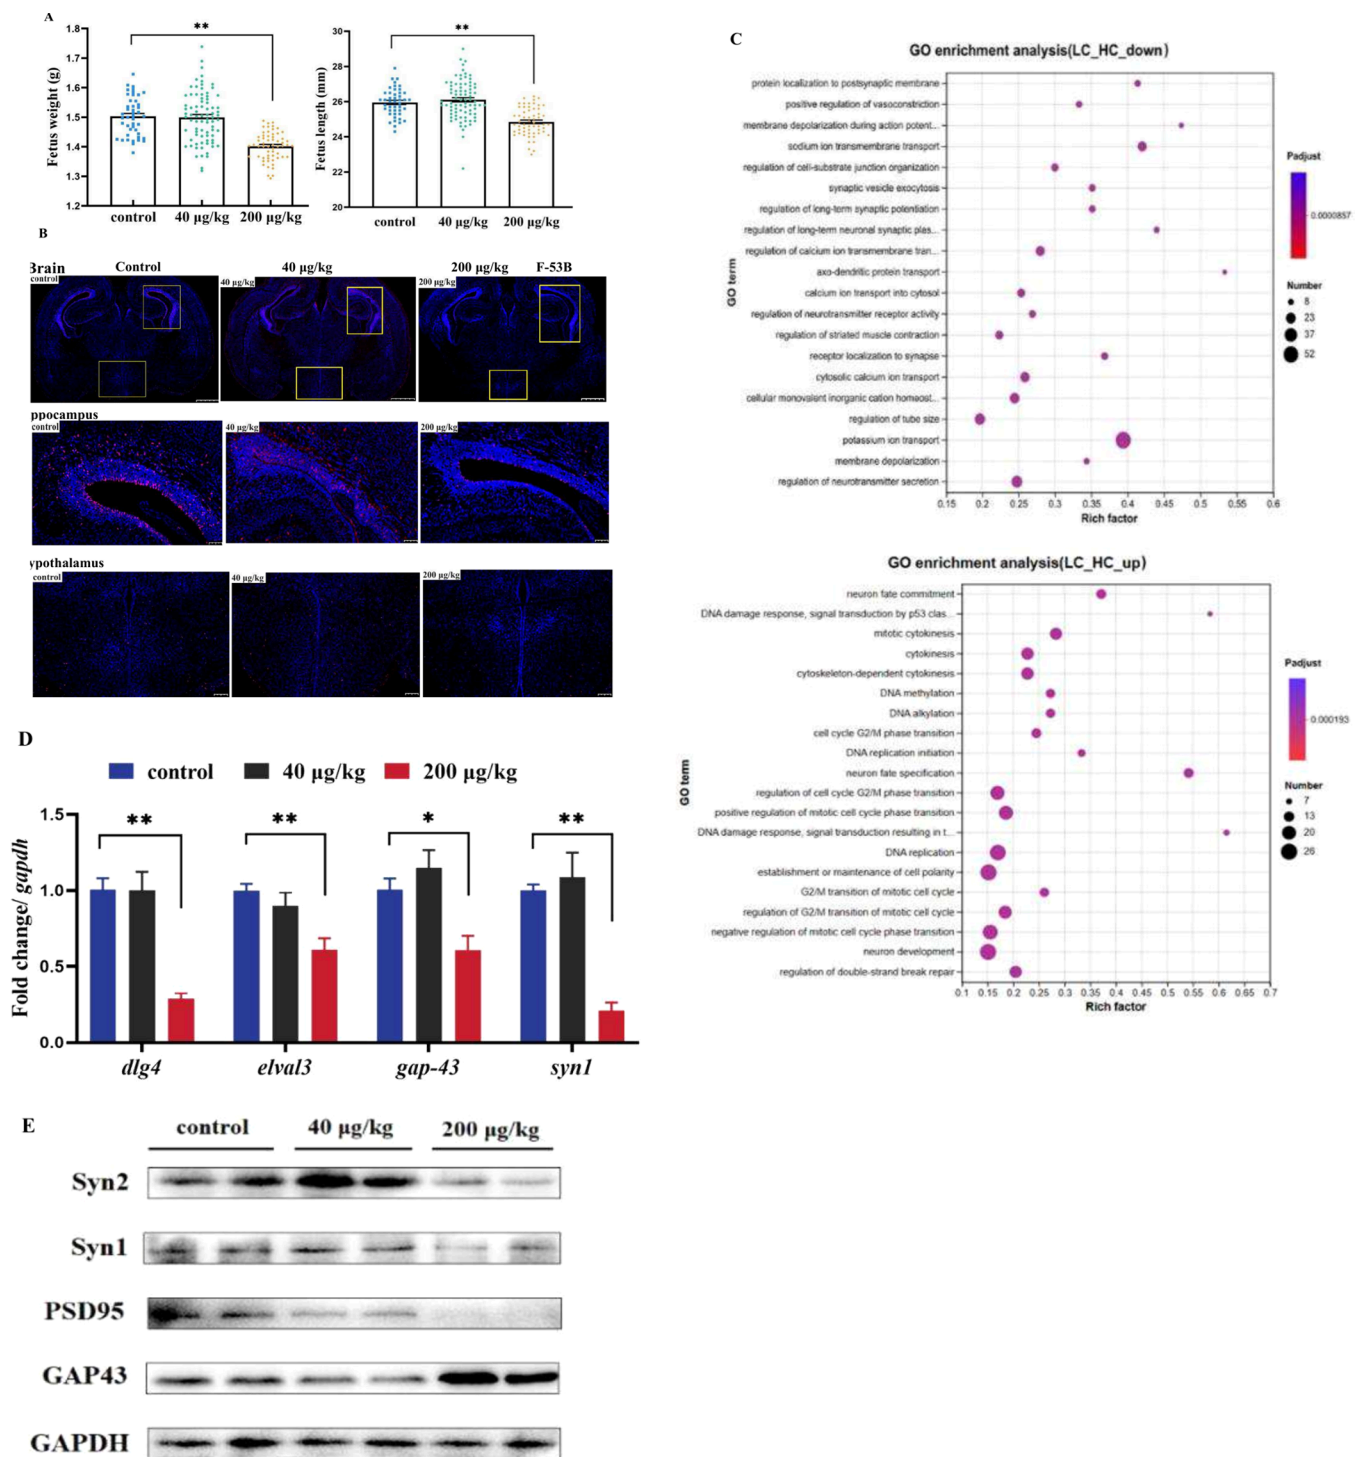 A
Fetus weight (g)
1.8
1.7
1.6
1.5
1.4
1.3
1.2
**
control
40 μg/kg
200 μg/kg
Fetus length (mm)
30
28
26
24
22
20
**
control
40 μg/kg
200 μg/kg
B
Brain
Control
40 μg/kg
200 μg/kg
F-53B
control
40 μg/kg
200 μg/kg
ppocampus
control
40 μg/kg
200 μg/kg
ypothalamus
control
40 μg/kg
200 μg/kg
C
GO enrichment analysis(LC_HC_down)
GO term
protein localization to postsynaptic membrane
positive regulation of vasoconstriction
membrane depolarization during action potent...
sodium ion transmembrane transport
regulation of cell-substrate junction organization
synaptic vesicle exocytosis
regulation of long-term synaptic potentiation
regulation of long-term neuronal synaptic plas...
regulation of calcium ion transmembrane tran...
axo-dendritic protein transport
calcium ion transport into cytosol
regulation of neurotransmitter receptor activity
regulation of striated muscle contraction
receptor localization to synapse
cytosolic calcium ion transport
cellular monovalent inorganic cation homeost...
regulation of tube size
potassium ion transport
membrane depolarization
regulation of neurotransmitter secretion
0.15 0.2 0.25 0.3 0.35 0.4 0.45 0.5 0.55 0.6
Rich factor
Padjust
0.0000857
Number
8
23
37
52
GO enrichment analysis(LC_HC_up)
GO term
neuron fate commitment
DNA damage response, signal transduction by p53 clas...
mitotic cytokinesis
cytokinesis
cytoskeleton-dependent cytokinesis
DNA methylation
DNA alkylation
cell cycle G2/M phase transition
DNA replication initiation
neuron fate specification
regulation of cell cycle G2/M phase transition
positive regulation of mitotic cell cycle phase transition
DNA damage response, signal transduction resulting in t...
DNA replication
establishment or maintenance of cell polarity
G2/M transition of mitotic cell cycle
regulation of G2/M transition of mitotic cell cycle
negative regulation of mitotic cell cycle phase transition
neuron development
regulation of double-strand break repair
0.1 0.15 0.2 0.25 0.3 0.35 0.4 0.45 0.5 0.55 0.6 0.65 0.7
Rich factor
Padjust
0.000193
Number
7
13
20
26
D
control 40 μg/kg 200 μg/kg
Fold change/ gapdh
1.5
1.0
0.5
0.0
** ** * **
dlg4 elval3 gap-43 syn1
E
control 40 μg/kg 200 μg/kg
Syn2
Syn1
PSD95
GAP43
GAPDH